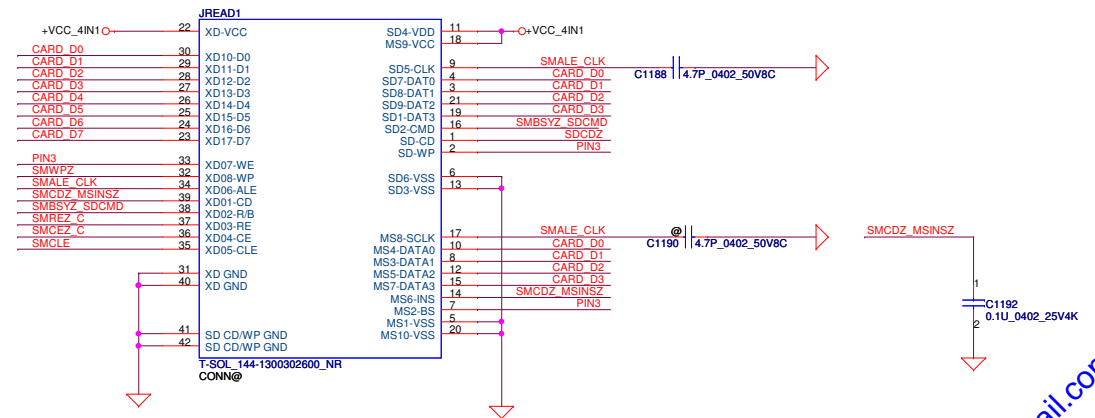 JREAD1
+VCC_4IN1 22 XD-VCC SD4-VDD 11 +VCC_4IN1
MS9-VCC 18
CARD_D0 30 XD10-D0 SD5-CLK 9 SMALE_CLK C1188 4.7P_0402_50V8C
CARD_D1 29 XD11-D1 SD7-DAT0 4 CARD_D0
CARD_D2 28 XD12-D2 SD8-DAT1 3 CARD_D1
CARD_D3 27 XD13-D3 SD9-DAT2 21 CARD_D2
CARD_D4 26 XD14-D4 SD1-DAT3 19 CARD_D3
CARD_D5 25 XD15-D5 SD2-CMD 16 SMBSYZ_SDCMD
CARD_D6 24 XD16-D6 SD-CD 1 SDCDZ
CARD_D7 23 XD17-D7 SD-WP 2 PIN3
PIN3 33 XD07-WE
SMWPZ 32 XD08-WP SD6-VSS 6
SMALE_CLK 34 XD06-ALE SD3-VSS 13
SMCDZ_MSINSZ 39 XD01-CD
SMBSYZ_SDCMD 38 XD02-R/B
SMREZ_C 37 XD03-RE
SMCEZ_C 36 XD04-CE MS8-SCLK 17 SMALE_CLK @ C1190 4.7P_0402_50V8C SMCDZ_MSINSZ
SMCLE 35 XD05-CLE MS4-DATA0 10 CARD_D0
MS3-DATA1 8 CARD_D1
31 XD GND MS5-DATA2 12 CARD_D2
40 XD GND MS7-DATA3 15 CARD_D3
MS6-INS 14 SMCDZ_MSINSZ 1
MS2-BS 7 PIN3 C1192
MS1-VSS 5 0.1U_0402_25V4K
41 SD CD/WP GND MS10-VSS 20 2
42 SD CD/WP GND
T-SOL_144-1300302600_NR
CONN@
ail.com